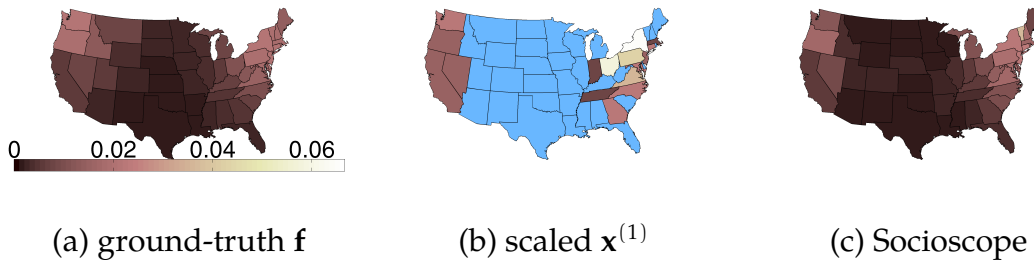 0 0.02 0.04 0.06
(a) ground-truth f (b) scaled x⁽¹⁾ (c) Socioscope